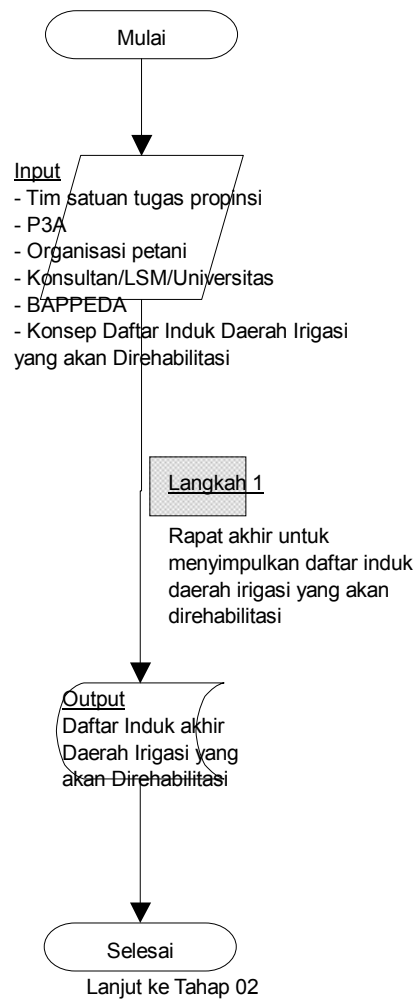 Mulai
Input
- Tim satuan tugas propinsi
- P3A
- Organisasi petani
- Konsultan/LSM/Universitas
- BAPPEDA
- Konsep Daftar Induk Daerah Irigasi
yang akan Direhabilitasi
Langkah 1
Rapat akhir untuk
menyimpulkan daftar induk
daerah irigasi yang akan
direhabilitasi
Output
Daftar Induk akhir
Daerah Irigasi yang
akan Direhabilitasi
Selesai
Lanjut ke Tahap 02